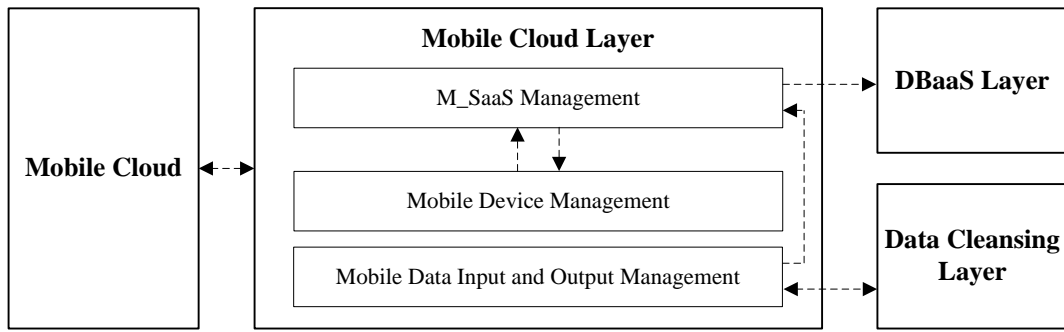 Mobile Cloud
Mobile Cloud Layer
M_SaaS Management
Mobile Device Management
Mobile Data Input and Output Management
DBaaS Layer
Data Cleansing
Layer